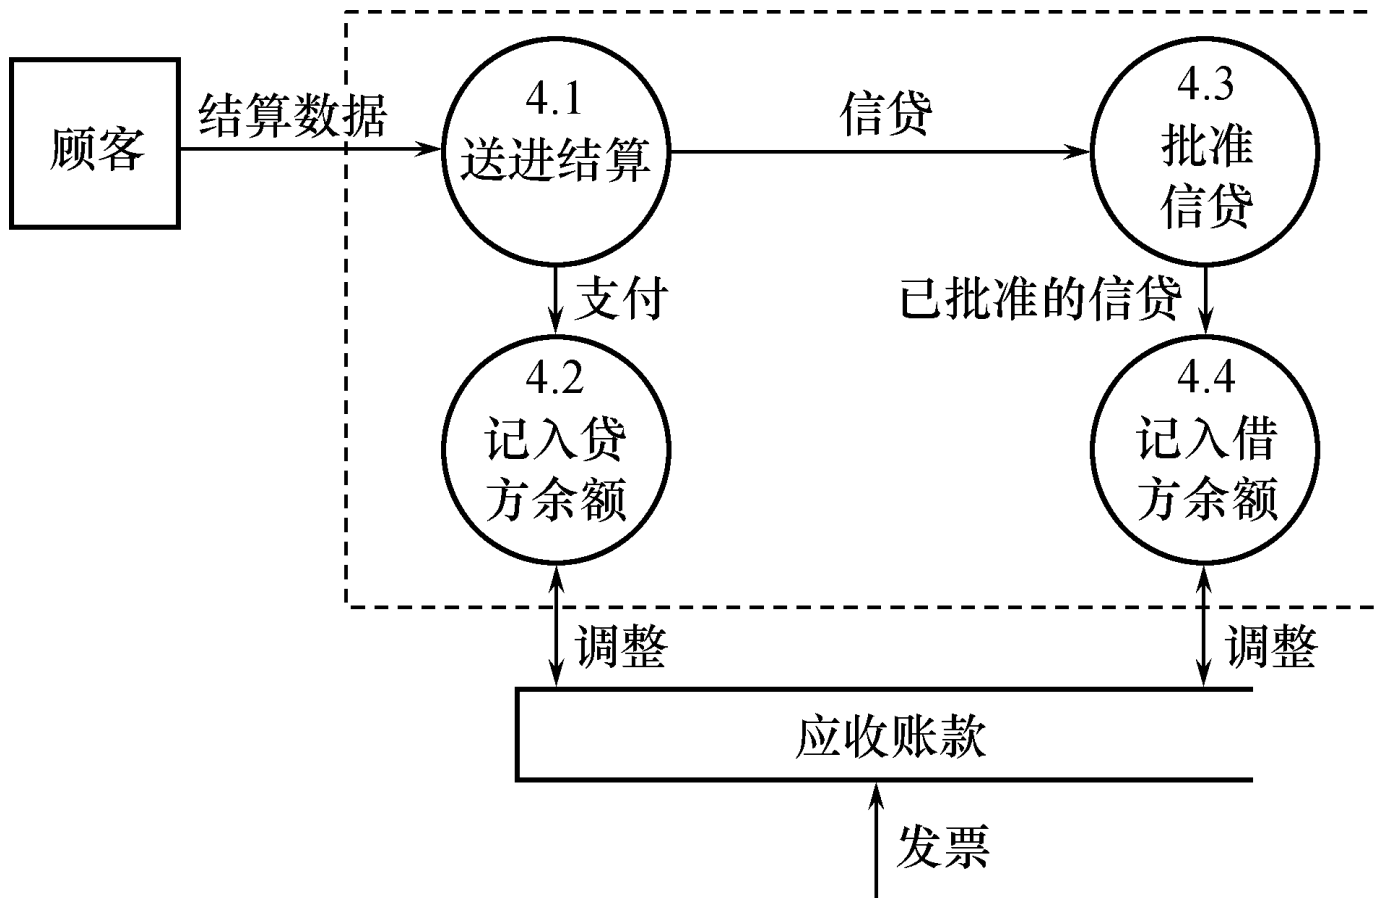 顾客
结算数据
4.1
送进结算
信贷
4.3
批准
信贷
支付
已批准的信贷
4.2
记入贷
方余额
4.4
记入借
方余额
调整
调整
应收账款
发票